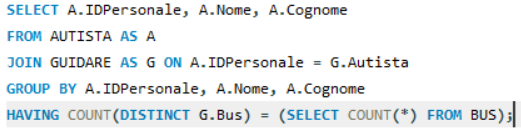 SELECT A.IDPersonale, A.Nome, A.Cognome
FROM AUTISTA AS A
JOIN GUIDARE AS G ON A.IDPersonale = G.Autista
GROUP BY A.IDPersonale, A.Nome, A.Cognome
HAVING COUNT(DISTINCT G.Bus) = (SELECT COUNT(*) FROM BUS);